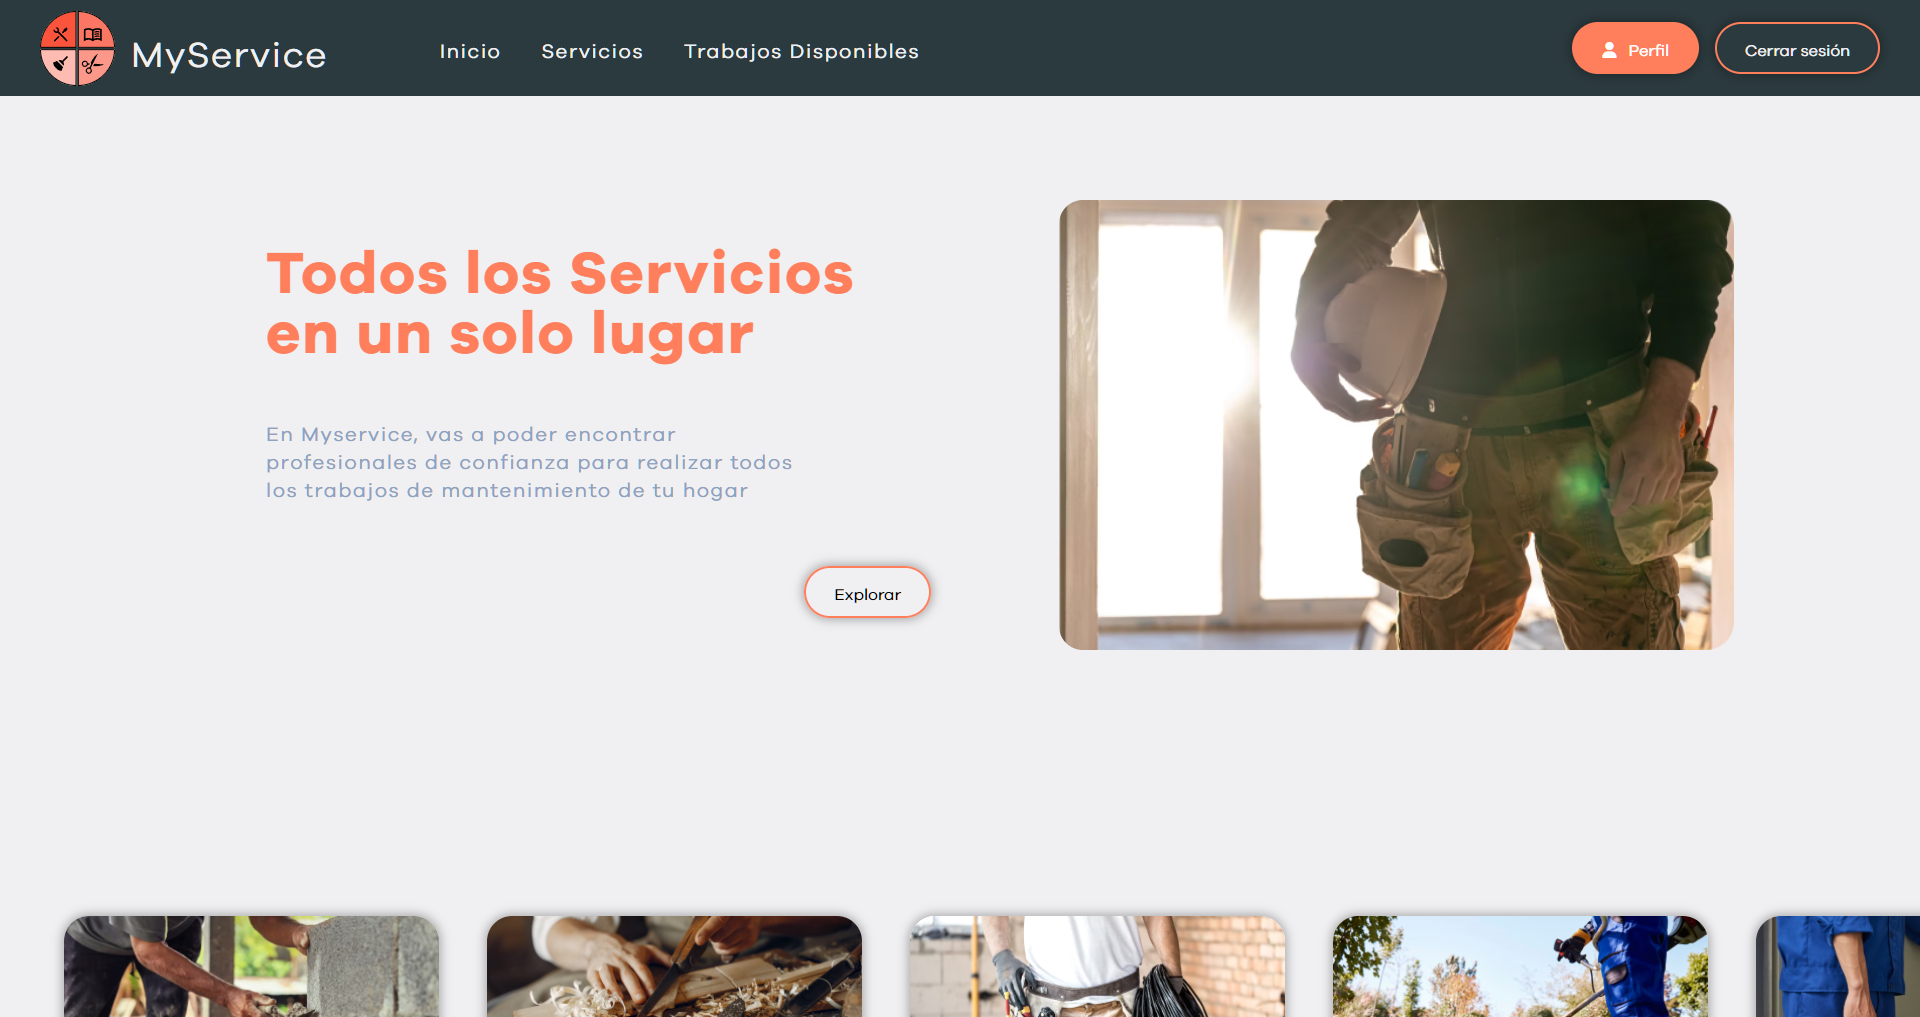 MyService
Inicio
Servicios
Trabajos Disponibles
Perfil
Cerrar sesión
Todos los Servicios
en un solo lugar
En Myservice, vas a poder encontrar
profesionales de confianza para realizar todos
los trabajos de mantenimiento de tu hogar
Explorar